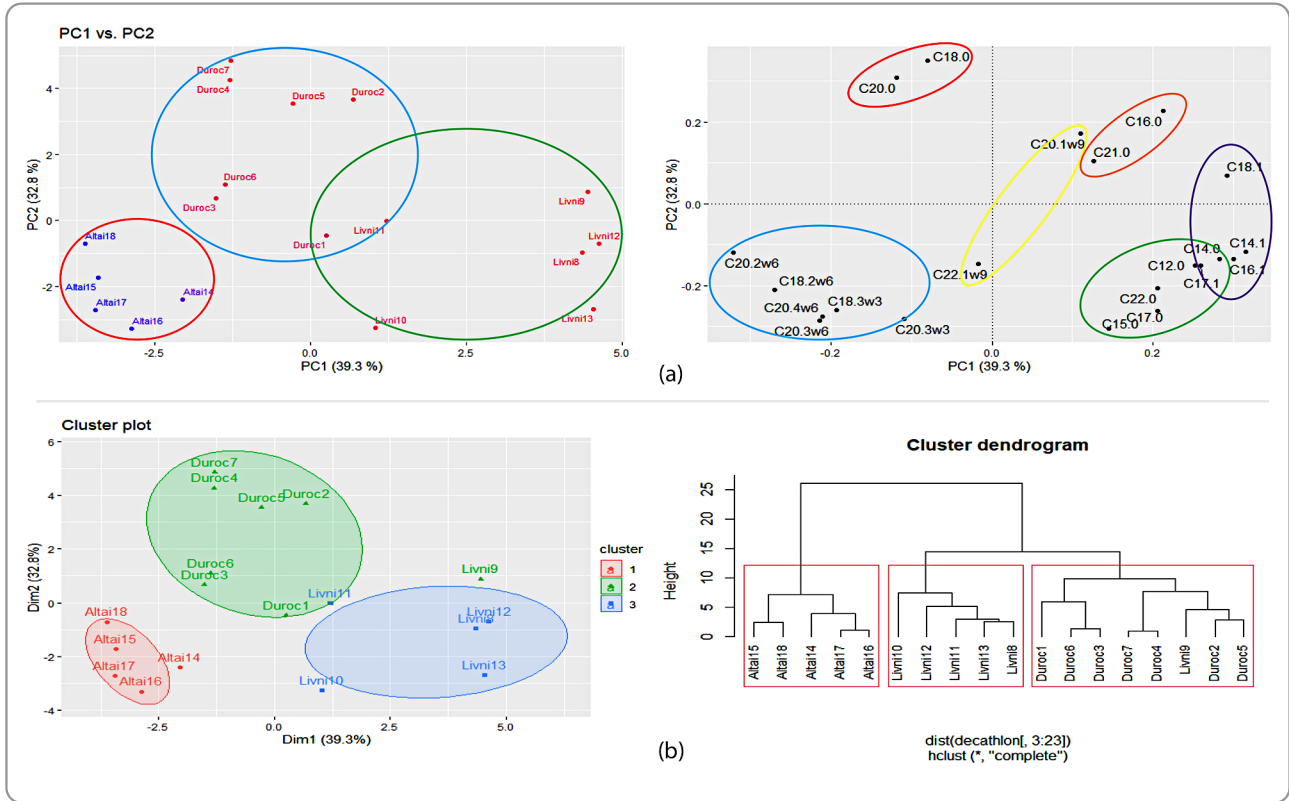 PC1 vs. PC2
Duroc7
Duroc4
Duroc5
Duroc2
Duroc6
Duroc3
Duroc1
Livni11
Livni9
Livni12
Livni8
Livni13
Livni10
Altai18
Altai15
Altai14
Altai17
Altai16
4
2
0
-2
PC2 (32.8 %)
-2.5
0.0
2.5
5.0
PC1 (39.3 %)
C18.0
C20.0
C16.0
C20.1w9
C21.0
C18.1
C14.0
C14.1
C12.0
C16.1
C17.1
C22.0
C17.0
C15.0
C22.1w9
C20.2w6
C18.2w6
C18.3w3
C20.4w6
C20.3w6
C20.3w3
0.2
0.0
-0.2
PC2 (32.8 %)
-0.2
0.0
0.2
PC1 (39.3 %)
(a)
Cluster plot
Duroc7
Duroc4
Duroc5
Duroc2
Duroc6
Duroc3
Duroc1
Livni11
Livni9
Livni12
Livni8
Livni13
Livni10
Altai18
Altai15
Altai14
Altai17
Altai16
6
4
2
0
-2
-4
Dim2 (32.8%)
-2.5
0.0
2.5
5.0
Dim1 (39.3%)
cluster
a 1
a 2
a 3
Cluster dendrogram
Height
25
20
15
10
5
0
Altai15
Altai18
Altai14
Altai17
Altai16
Livni10
Livni12
Livni11
Livni13
Livni8
Duroc1
Duroc6
Duroc3
Duroc7
Duroc4
Livni9
Duroc2
Duroc5
dist(decathlon[, 3:23])
hclust (*, "complete")
(b)